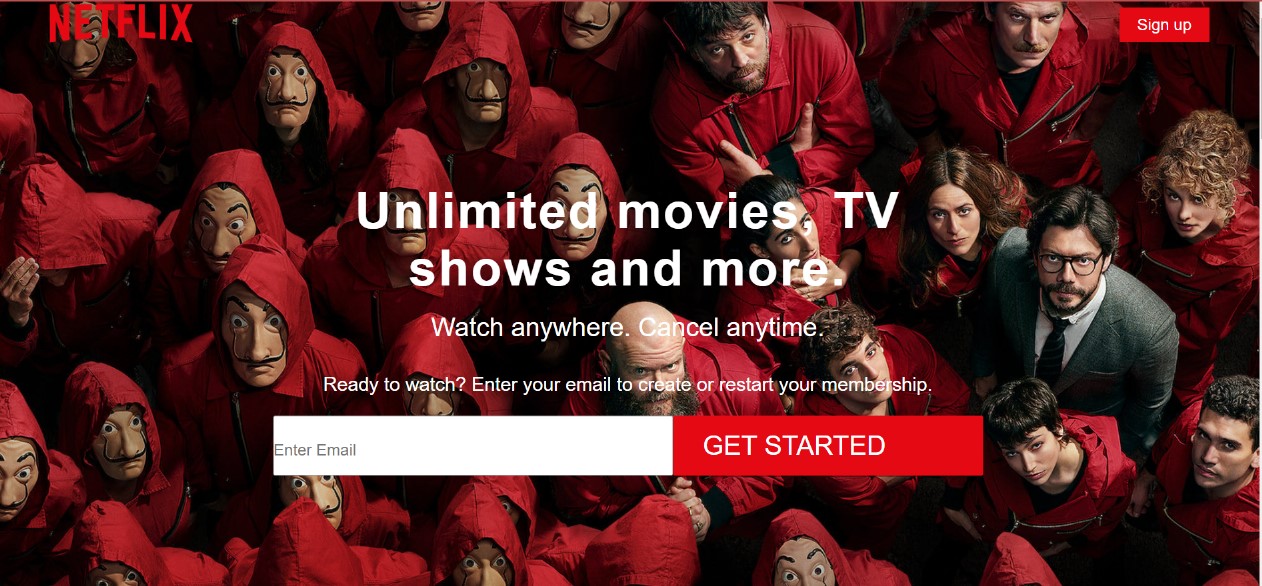 NETFLIX
Sign up
Unlimited movies, TV
shows and more.
Watch anywhere. Cancel anytime.
Ready to watch? Enter your email to create or restart your membership.
Enter Email
GET STARTED